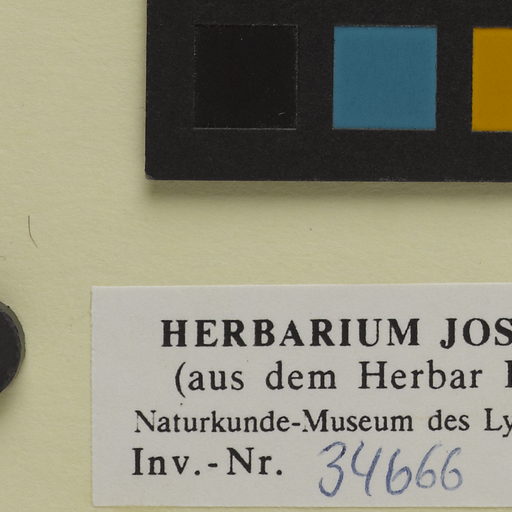 HERBARIUM JOS
(aus dem Herbar
Naturkunde-Museum des Ly
Inv.-Nr. 34666